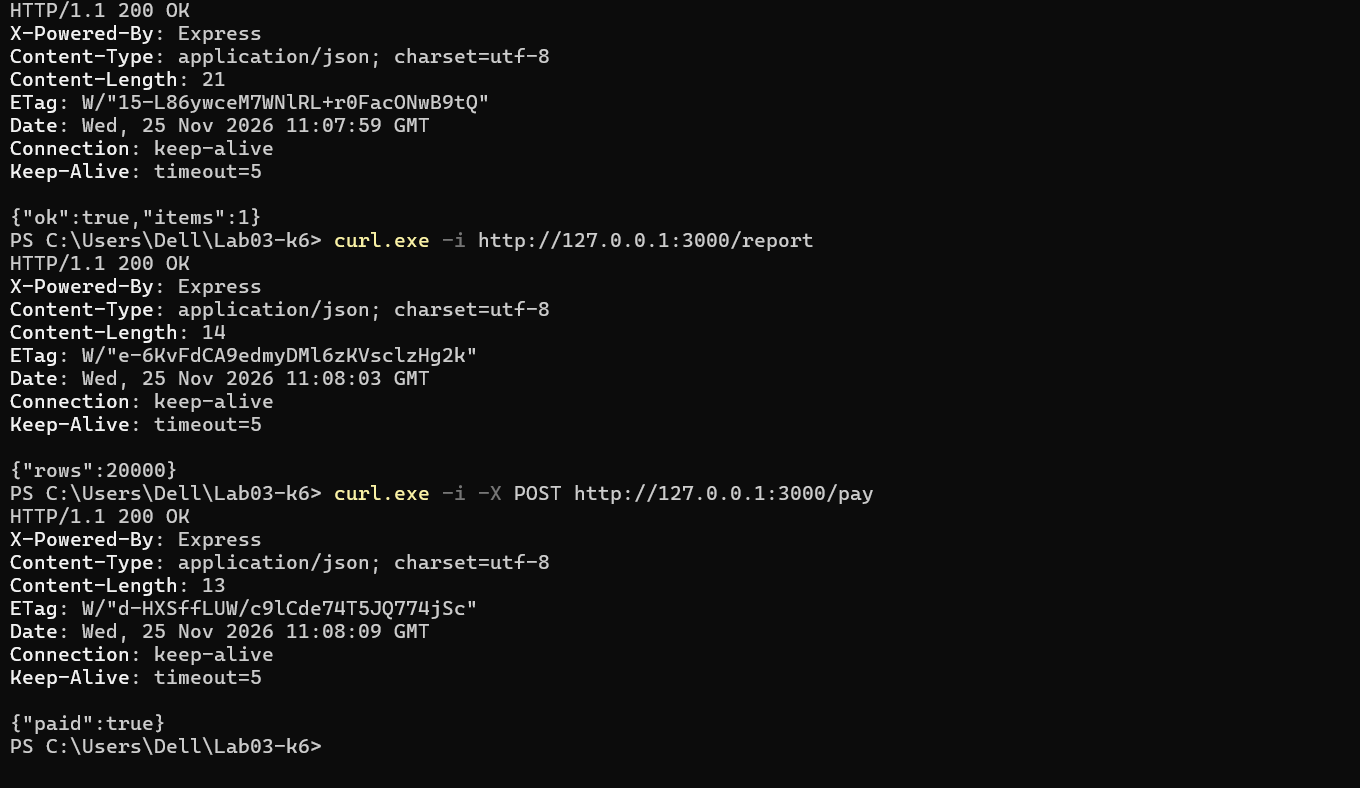 HTTP/1.1 200 OK
X-Powered-By: Express
Content-Type: application/json; charset=utf-8
Content-Length: 21
ETag: W/"15-L86ywceM7WNlRL+r0FacONwB9tQ"
Date: Wed, 25 Nov 2026 11:07:59 GMT
Connection: keep-alive
Keep-Alive: timeout=5
{"ok":true,"items":1}
PS C:\Users\Dell\Lab03-k6> curl.exe -i http://127.0.0.1:3000/report
HTTP/1.1 200 OK
X-Powered-By: Express
Content-Type: application/json; charset=utf-8
Content-Length: 14
ETag: W/"e-6KvFdCA9edmyDMl6zKVsclzHg2k"
Date: Wed, 25 Nov 2026 11:08:03 GMT
Connection: keep-alive
Keep-Alive: timeout=5
{"rows":20000}
PS C:\Users\Dell\Lab03-k6> curl.exe -i -X POST http://127.0.0.1:3000/pay
HTTP/1.1 200 OK
X-Powered-By: Express
Content-Type: application/json; charset=utf-8
Content-Length: 13
ETag: W/"d-HXSffLUW/c9lCde74T5JQ774jSc"
Date: Wed, 25 Nov 2026 11:08:09 GMT
Connection: keep-alive
Keep-Alive: timeout=5
{"paid":true}
PS C:\Users\Dell\Lab03-k6>